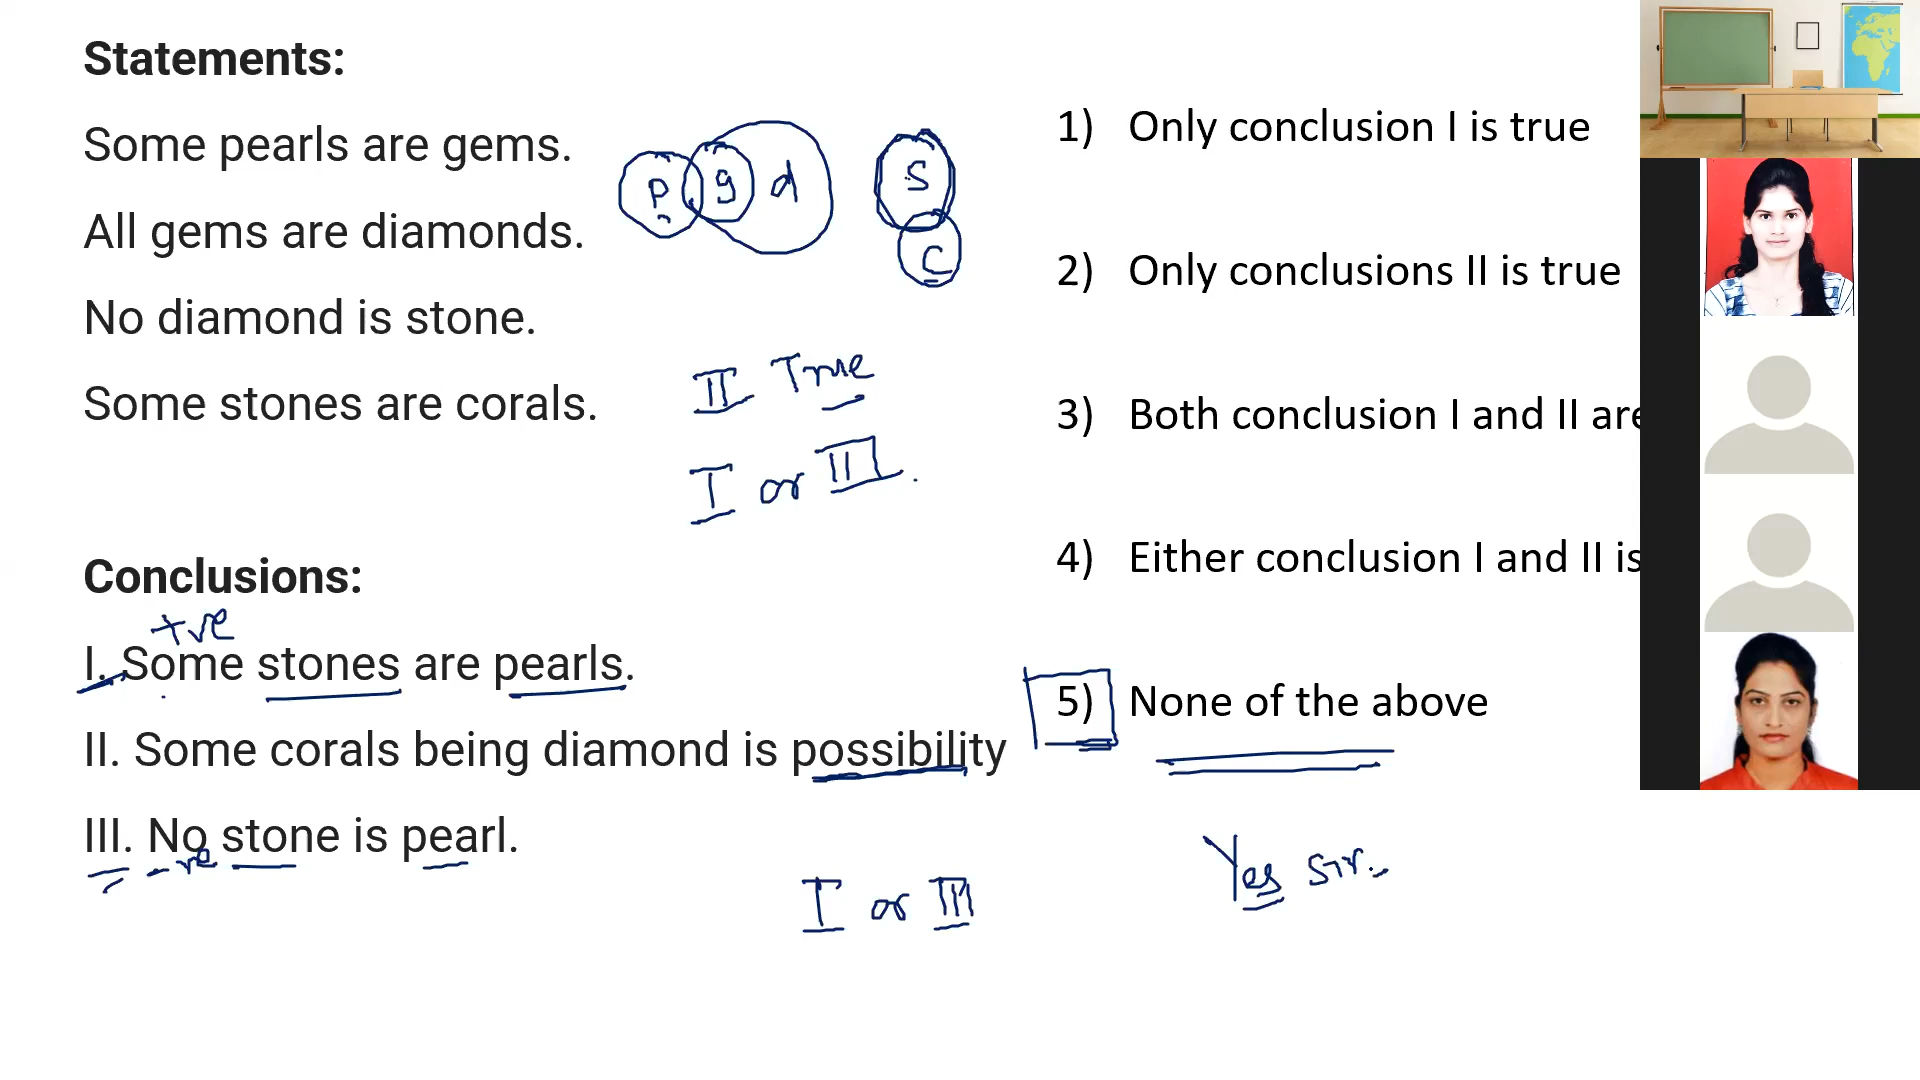 Statements:
Some pearls are gems.
All gems are diamonds.
No diamond is stone.
Some stones are corals.
p g d s
c
II True
I or III.
Conclusions:
+ve
I. Some stones are pearls.
II. Some corals being diamond is possibility
III. No stone is pearl.
-ve
I or III
1) Only conclusion I is true
2) Only conclusions II is true
3) Both conclusion I and II are
4) Either conclusion I and II is
5) None of the above
Yes sir.